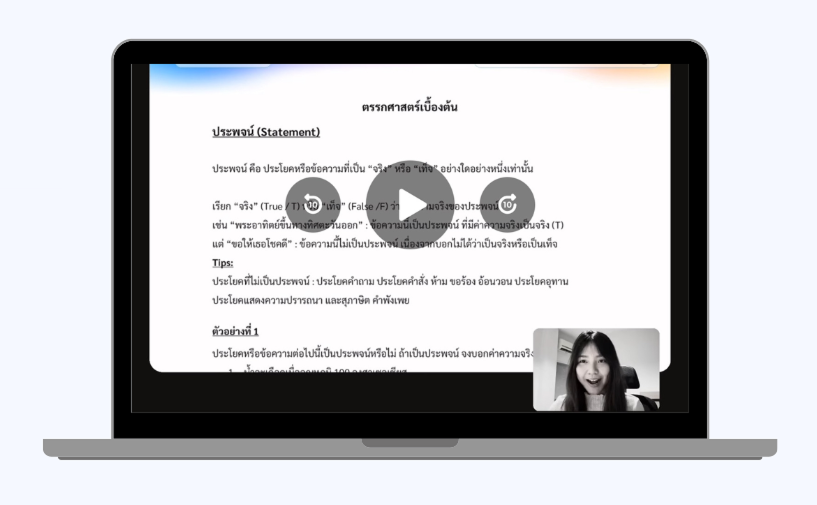 ตรรกศาสตร์เบื้องต้น
ประพจน์ (Statement)
ประพจน์ คือ ประโยคหรือข้อความที่เป็น “จริง” หรือ “เท็จ” อย่างใดอย่างหนึ่งเท่านั้น
เรียก “จริง” (True / T) “เท็จ” (False /F) ว่า ความจริงของประพจน์
10 10
เช่น “พระอาทิตย์ขึ้นทางทิศตะวันออก” : ข้อความนี้เป็นประพจน์ ที่มีค่าความจริงเป็นจริง (T)
แต่ “ขอให้เธอโชคดี” : ข้อความนี้ไม่เป็นประพจน์ เนื่องจากบอกไม่ได้ว่าเป็นจริงหรือเป็นเท็จ
Tips:
ประโยคที่ไม่เป็นประพจน์ : ประโยคคำถาม ประโยคคำสั่ง ห้าม ขอร้อง อ้อนวอน ประโยคอุทาน
ประโยคแสดงความปรารถนา และสุภาษิต คำพังเพย
ตัวอย่างที่ 1
ประโยคหรือข้อความต่อไปนี้เป็นประพจน์หรือไม่ ถ้าเป็นประพจน์ จงบอกค่าความจริง